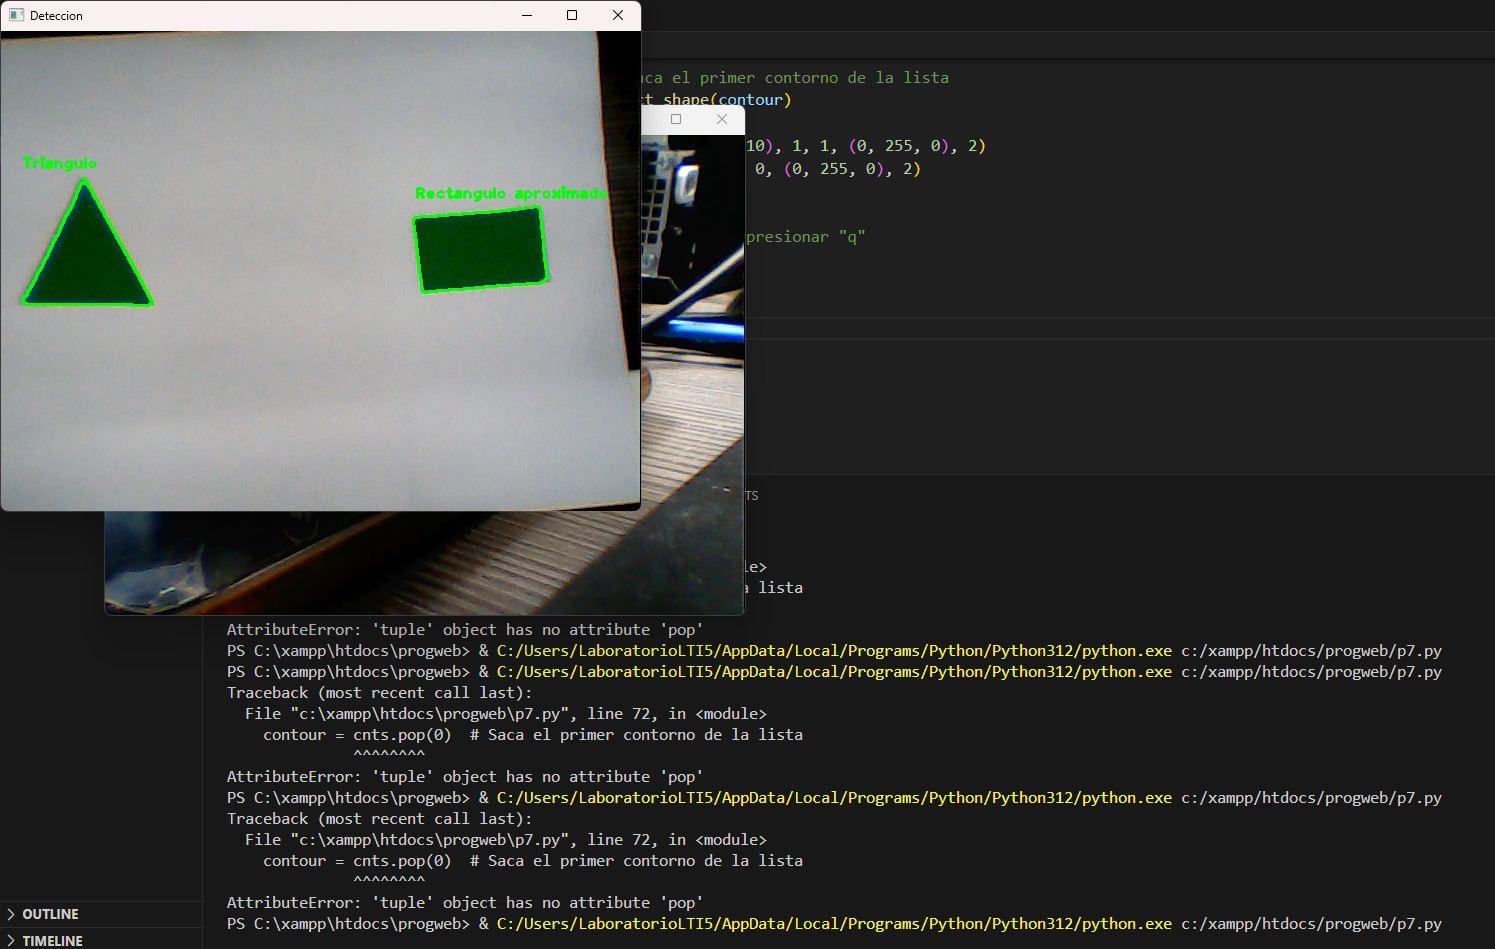 Deteccion
Triangulo
Rectangulo aproximado
ca el primer contorno de la lista
ct_shape(contour)
10), 1, 1, (0, 255, 0), 2)
0, (0, 255, 0), 2)
presionar "q"
TS
le>
a lista
AttributeError: 'tuple' object has no attribute 'pop'
PS C:\xampp\htdocs\progweb> & C:/Users/LaboratorioLTI5/AppData/Local/Programs/Python/Python312/python.exe c:/xampp/htdocs/progweb/p7.py
PS C:\xampp\htdocs\progweb> & C:/Users/LaboratorioLTI5/AppData/Local/Programs/Python/Python312/python.exe c:/xampp/htdocs/progweb/p7.py
Traceback (most recent call last):
  File "c:\xampp\htdocs\progweb\p7.py", line 72, in <module>
    contour = cnts.pop(0)  # Saca el primer contorno de la lista
              ^^^^^^^^
AttributeError: 'tuple' object has no attribute 'pop'
PS C:\xampp\htdocs\progweb> & C:/Users/LaboratorioLTI5/AppData/Local/Programs/Python/Python312/python.exe c:/xampp/htdocs/progweb/p7.py
Traceback (most recent call last):
  File "c:\xampp\htdocs\progweb\p7.py", line 72, in <module>
    contour = cnts.pop(0)  # Saca el primer contorno de la lista
              ^^^^^^^^
AttributeError: 'tuple' object has no attribute 'pop'
PS C:\xampp\htdocs\progweb> & C:/Users/LaboratorioLTI5/AppData/Local/Programs/Python/Python312/python.exe c:/xampp/htdocs/progweb/p7.py
OUTLINE
TIMELINE